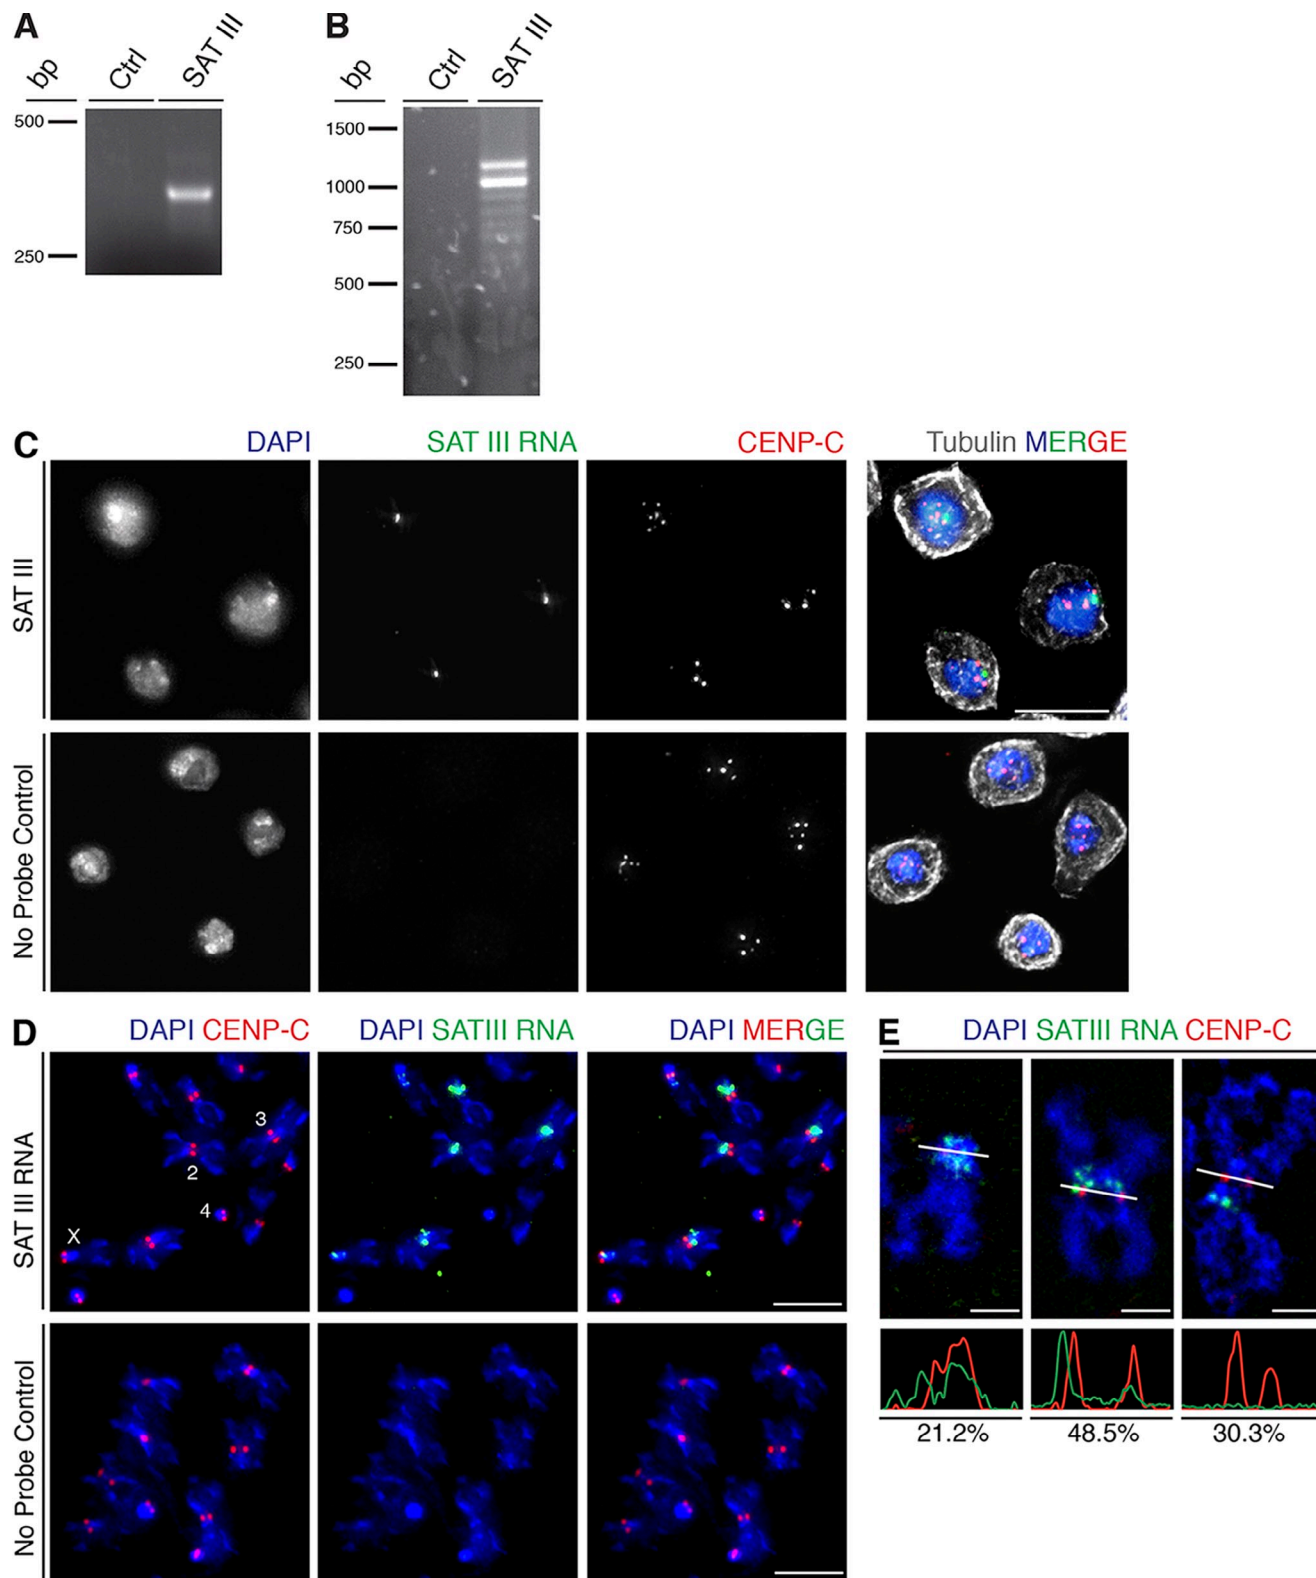 A
B
bp
Ctrl
SAT III
bp
Ctrl
SAT III
500
250
1500
1000
750
500
250
C
DAPI
SAT III RNA
CENP-C
Tubulin MERGE
SAT III
No Probe Control
D
DAPI CENP-C
DAPI SATIII RNA
DAPI MERGE
E
DAPI SATIII RNA CENP-C
SAT III RNA
3
2
4
X
21.2%
48.5%
30.3%
No Probe Control